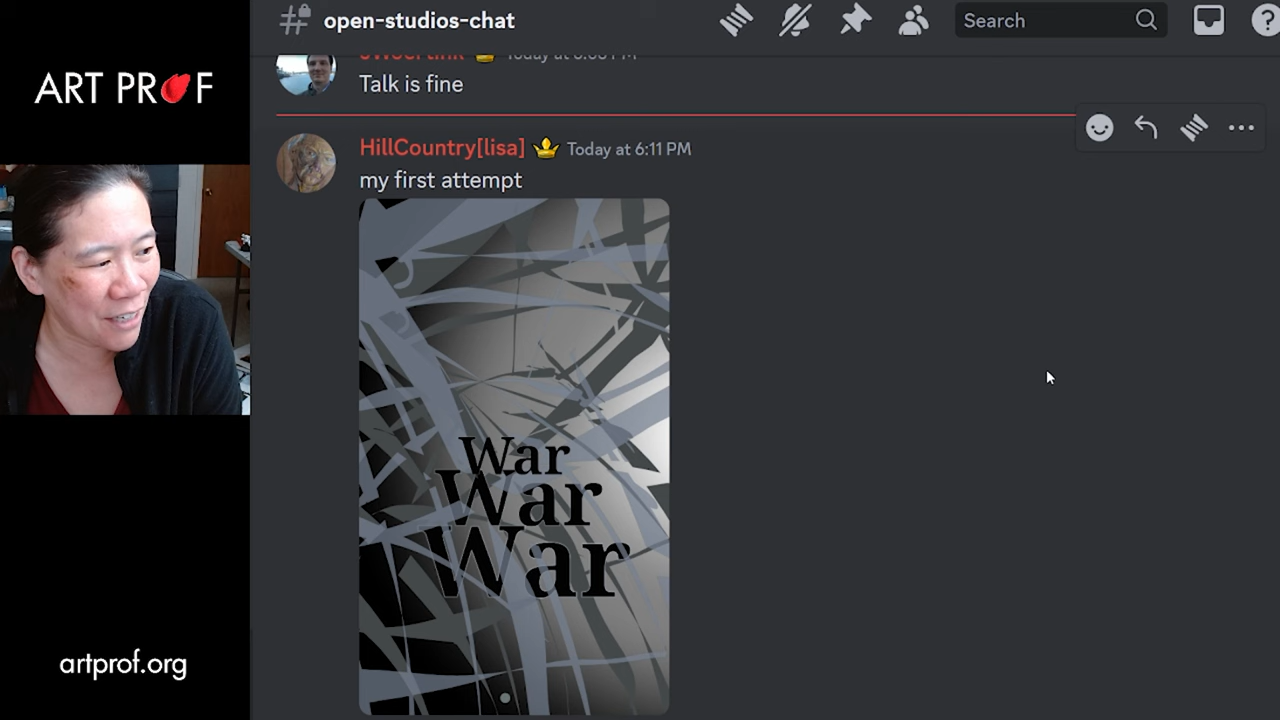 open-studios-chat
Search
ART PROF
Talk is fine
HillCountry[lisa] Today at 6:11 PM
my first attempt
War
War
War
artprof.org